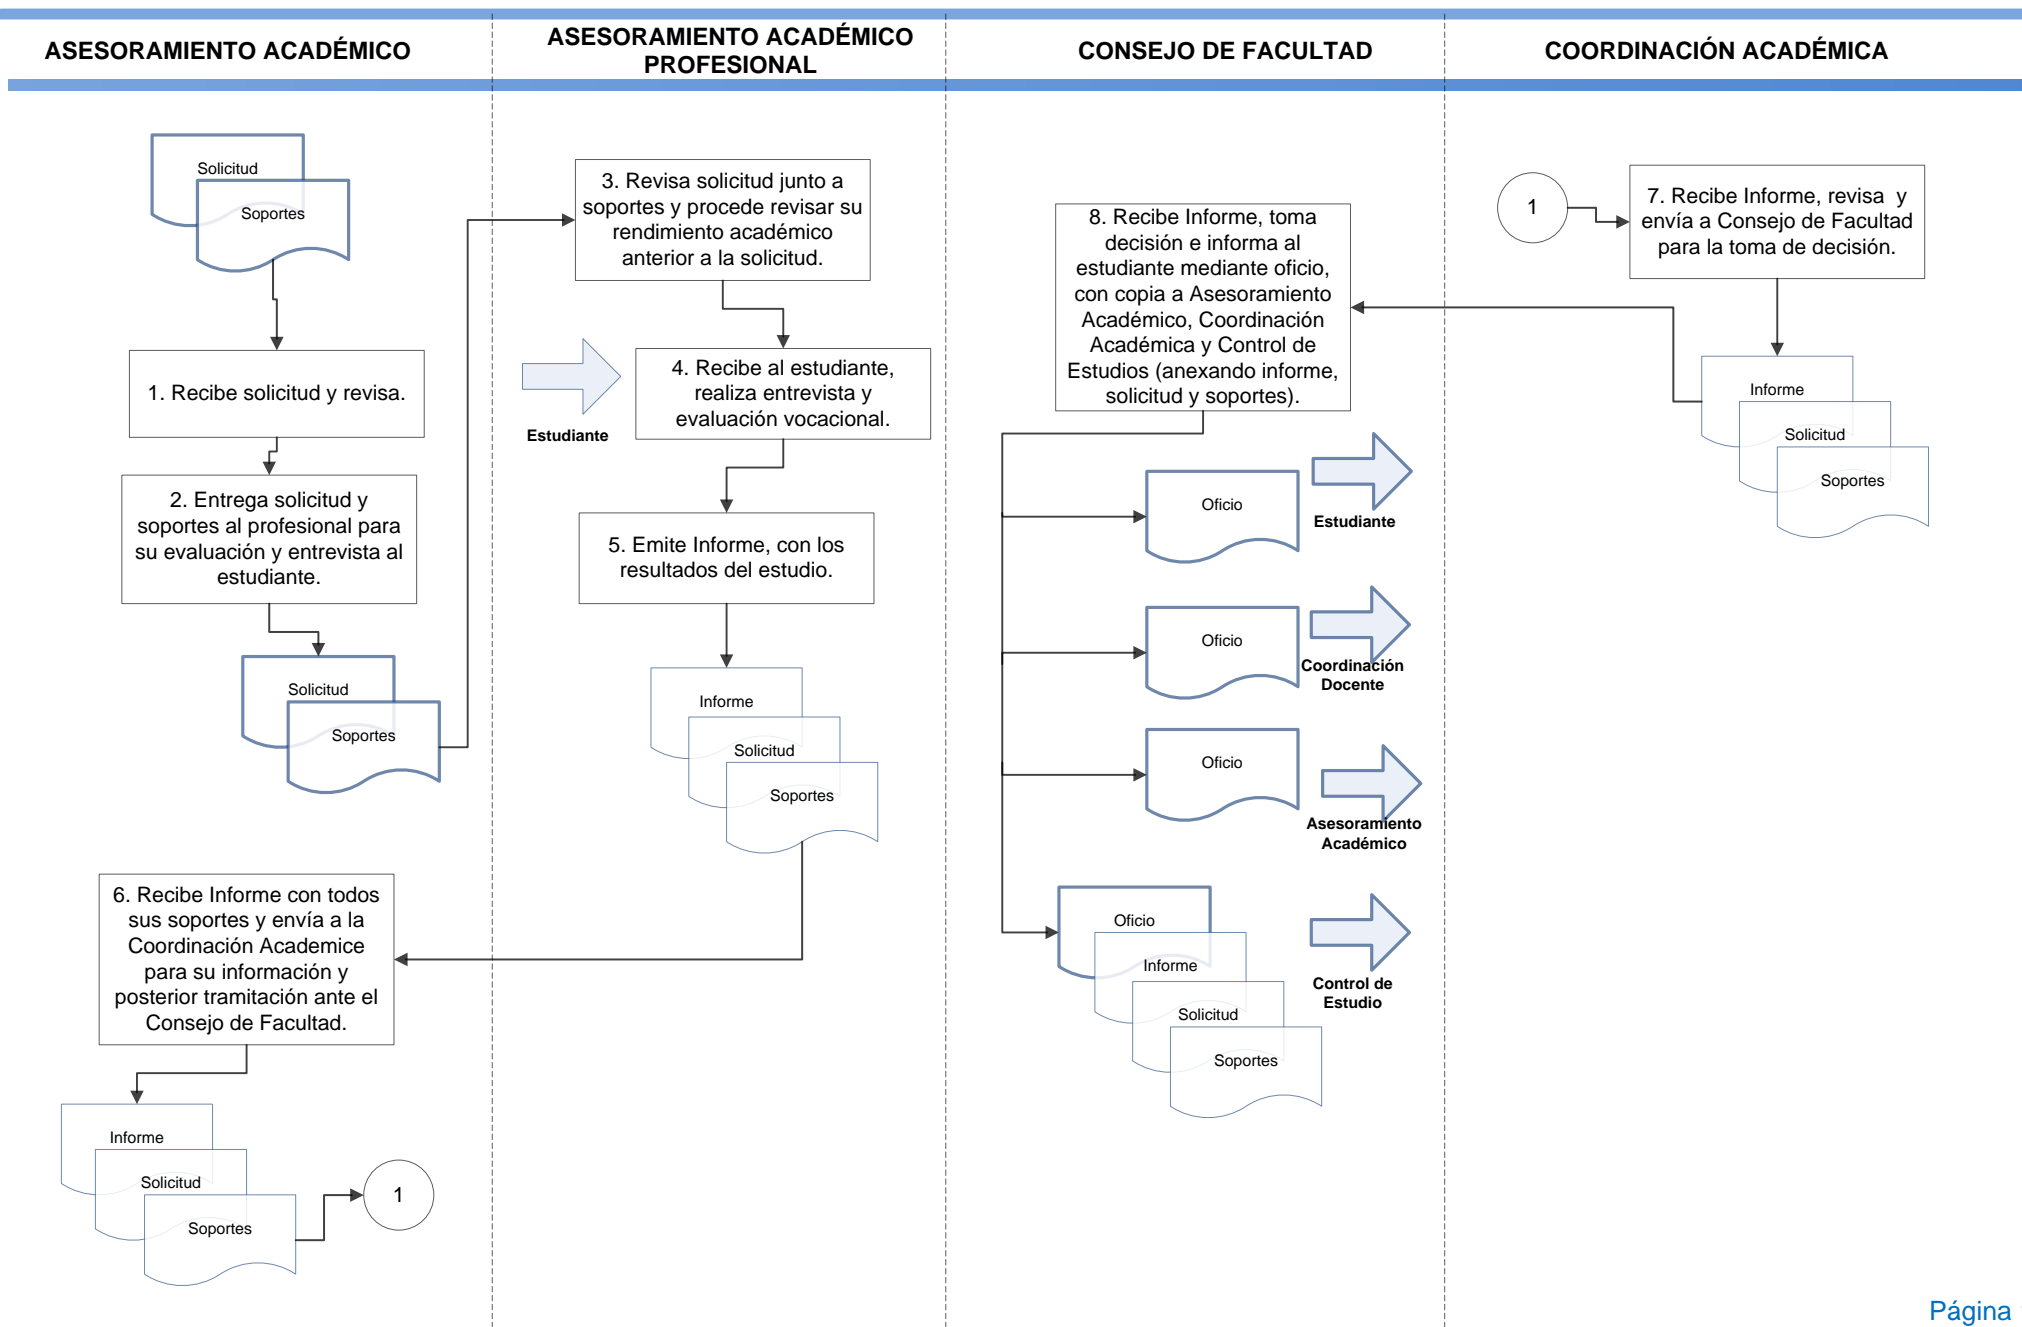 ASESORAMIENTO ACADÉMICO
ASESORAMIENTO ACADÉMICO
PROFESIONAL
CONSEJO DE FACULTAD
COORDINACIÓN ACADÉMICA
Solicitud
Soportes
1. Recibe solicitud y revisa.
2. Entrega solicitud y
soportes al profesional para
su evaluación y entrevista al
estudiante.
Solicitud
Soportes
6. Recibe Informe con todos
sus soportes y envía a la
Coordinación Academice
para su información y
posterior tramitación ante el
Consejo de Facultad.
Informe
Solicitud
Soportes
1
3. Revisa solicitud junto a
soportes y procede revisar su
rendimiento académico
anterior a la solicitud.
Estudiante
4. Recibe al estudiante,
realiza entrevista y
evaluación vocacional.
5. Emite Informe, con los
resultados del estudio.
Informe
Solicitud
Soportes
8. Recibe Informe, toma
decisión e informa al
estudiante mediante oficio,
con copia a Asesoramiento
Académico, Coordinación
Académica y Control de
Estudios (anexando informe,
solicitud y soportes).
Oficio
Estudiante
Oficio
Coordinación
Docente
Oficio
Asesoramiento
Académico
Oficio
Informe
Solicitud
Soportes
Control de
Estudio
1
7. Recibe Informe, revisa y
envía a Consejo de Facultad
para la toma de decisión.
Informe
Solicitud
Soportes
Página